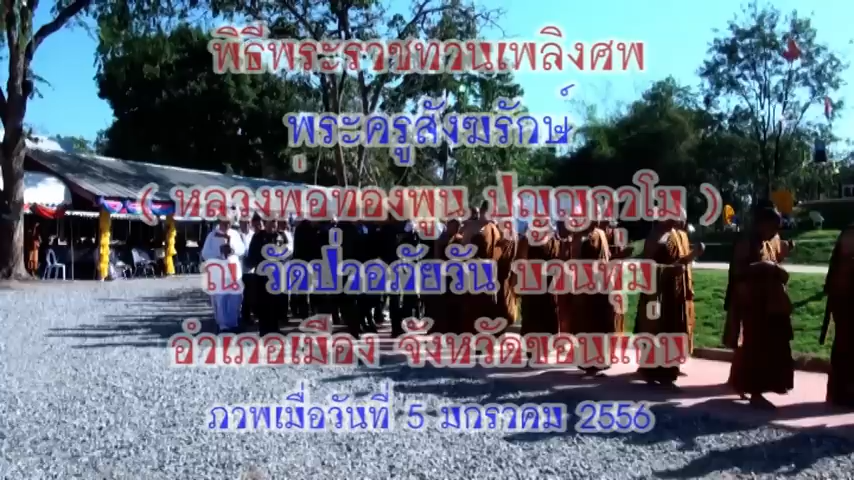 พิธีพระราชทานเพลิงศพ
พระครูสังฆรักษ์
( หลวงพ่อทองพูน ปุญญกาโม )
ณ วัดป่าอภัยวัน บ้านทุ่ม
อำเภอเมือง จังหวัดขอนแก่น
ภาพเมื่อวันที่ 5 มกราคม 2556